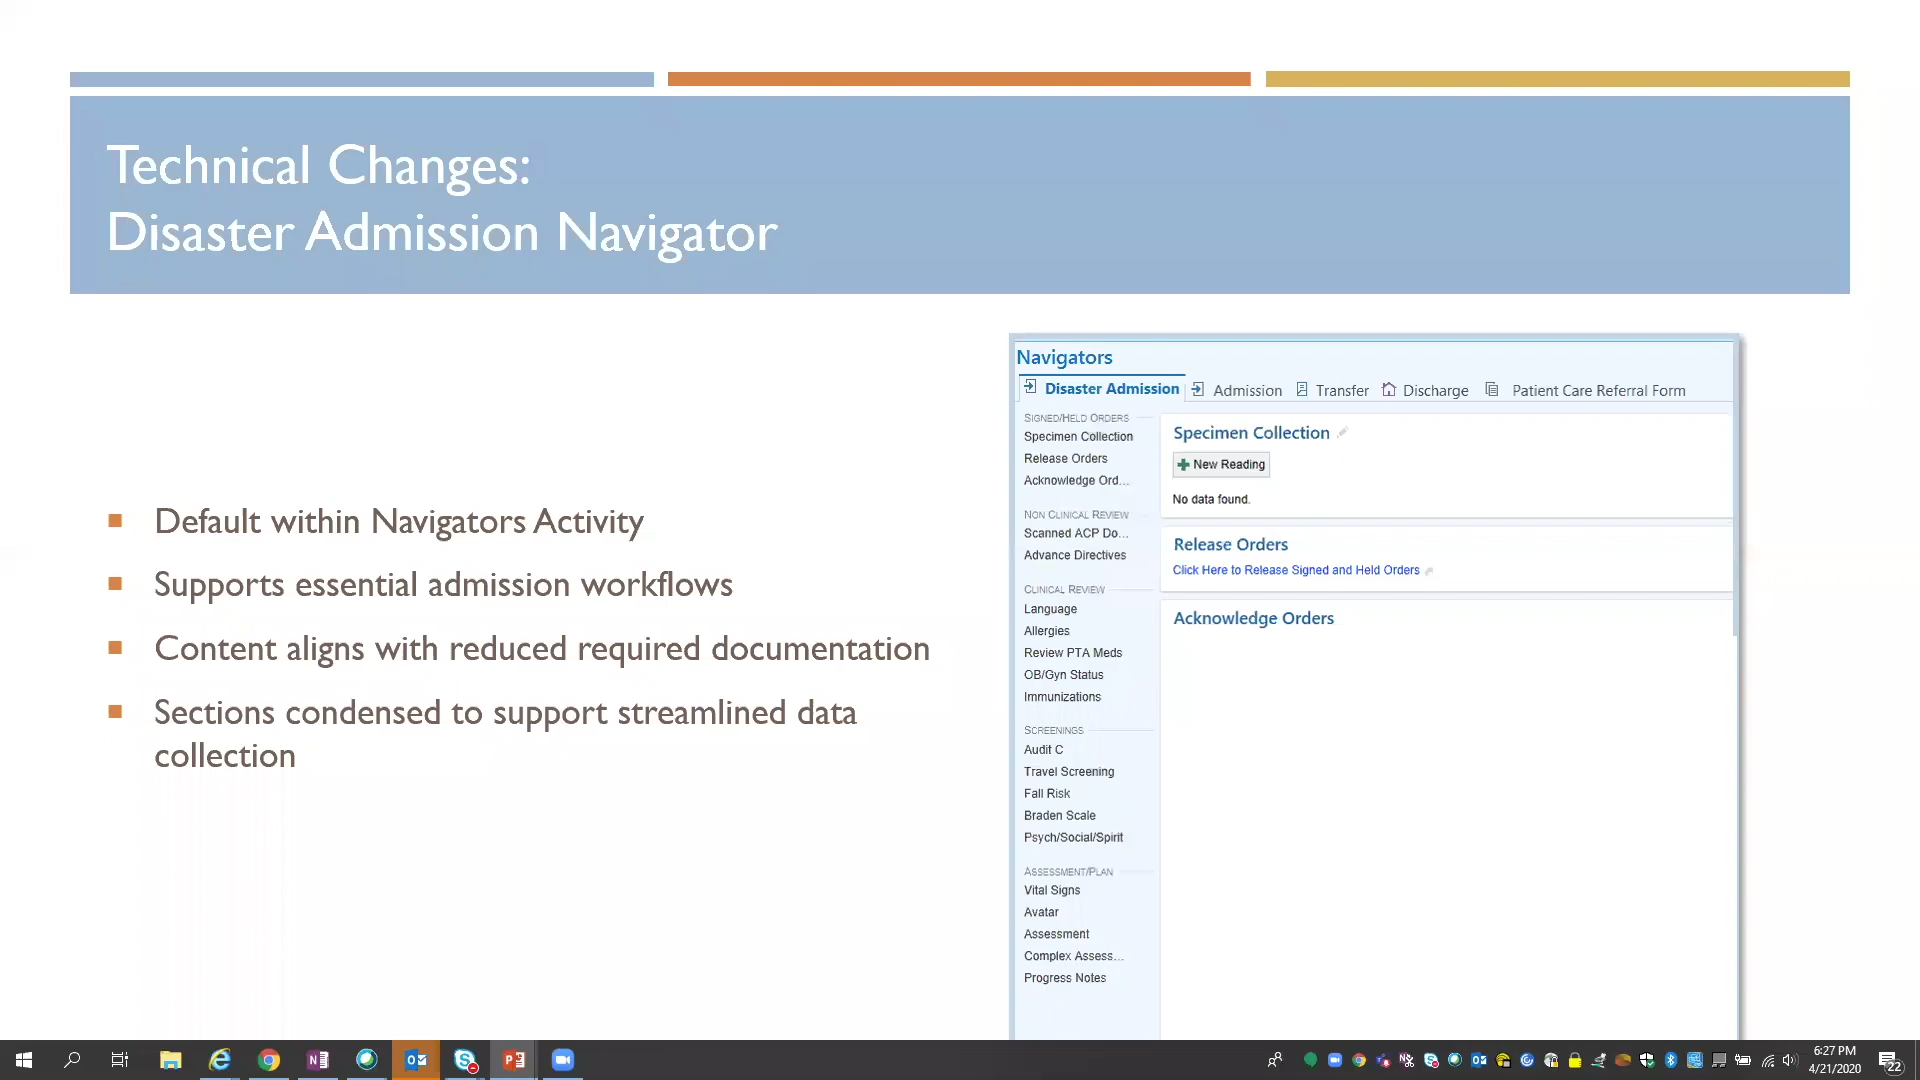 Technical Changes:
Disaster Admission Navigator
Default within Navigators Activity
Supports essential admission workflows
Content aligns with reduced required documentation
Sections condensed to support streamlined data
collection
Navigators
Disaster Admission Admission Transfer Discharge Patient Care Referral Form
SIGNED/HELD ORDERS
Specimen Collection
Release Orders
Acknowledge Ord...
NON CLINICAL REVIEW
Scanned ACP Do...
Advance Directives
CLINICAL REVIEW
Language
Allergies
Review PTA Meds
OB/Gyn Status
Immunizations
SCREENINGS
Audit C
Travel Screening
Fall Risk
Braden Scale
Psych/Social/Spirit
ASSESSMENT/PLAN
Vital Signs
Avatar
Assessment
Complex Assess...
Progress Notes
Specimen Collection
New Reading
No data found.
Release Orders
Click Here to Release Signed and Held Orders
Acknowledge Orders
6:27 PM
4/21/2020
22